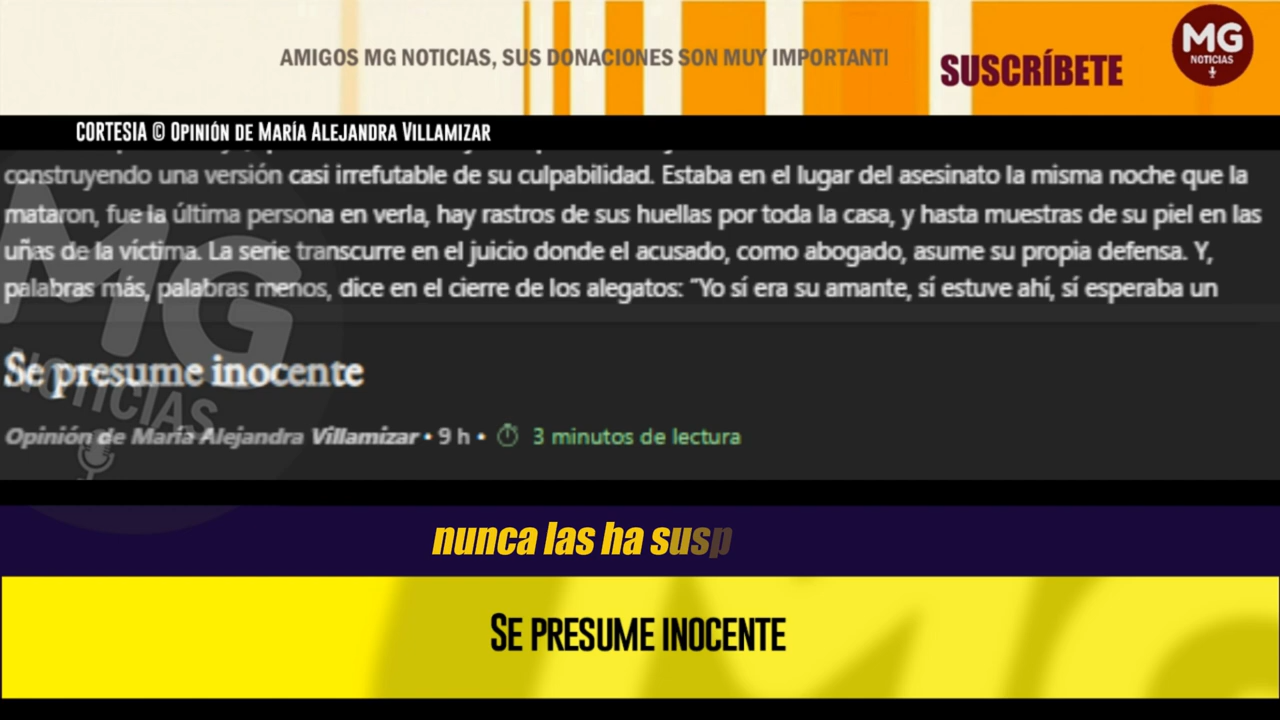 AMIGOS MG NOTICIAS, SUS DONACIONES SON MUY IMPORTANTI
SUSCRÍBETE
MG
NOTICIAS
CORTESIA © OPINIÓN DE MARÍA ALEJANDRA VILLAMIZAR
construyendo una versión casi irrefutable de su culpabilidad. Estaba en el lugar del asesinato la misma noche que la
mataron, fue la última persona en verla, hay rastros de sus huellas por toda la casa, y hasta muestras de su piel en las
uñas de la víctima. La serie transcurre en el juicio donde el acusado, como abogado, asume su propia defensa. Y,
palabras más, palabras menos, dice en el cierre de los alegatos: "Yo sí era su amante, sí estuve ahí, sí esperaba un
MG
NOTICIAS
Se presume inocente
Opinión de María Alejandra Villamizar • 9 h • 3 minutos de lectura
nunca las ha susp
SE PRESUME INOCENTE